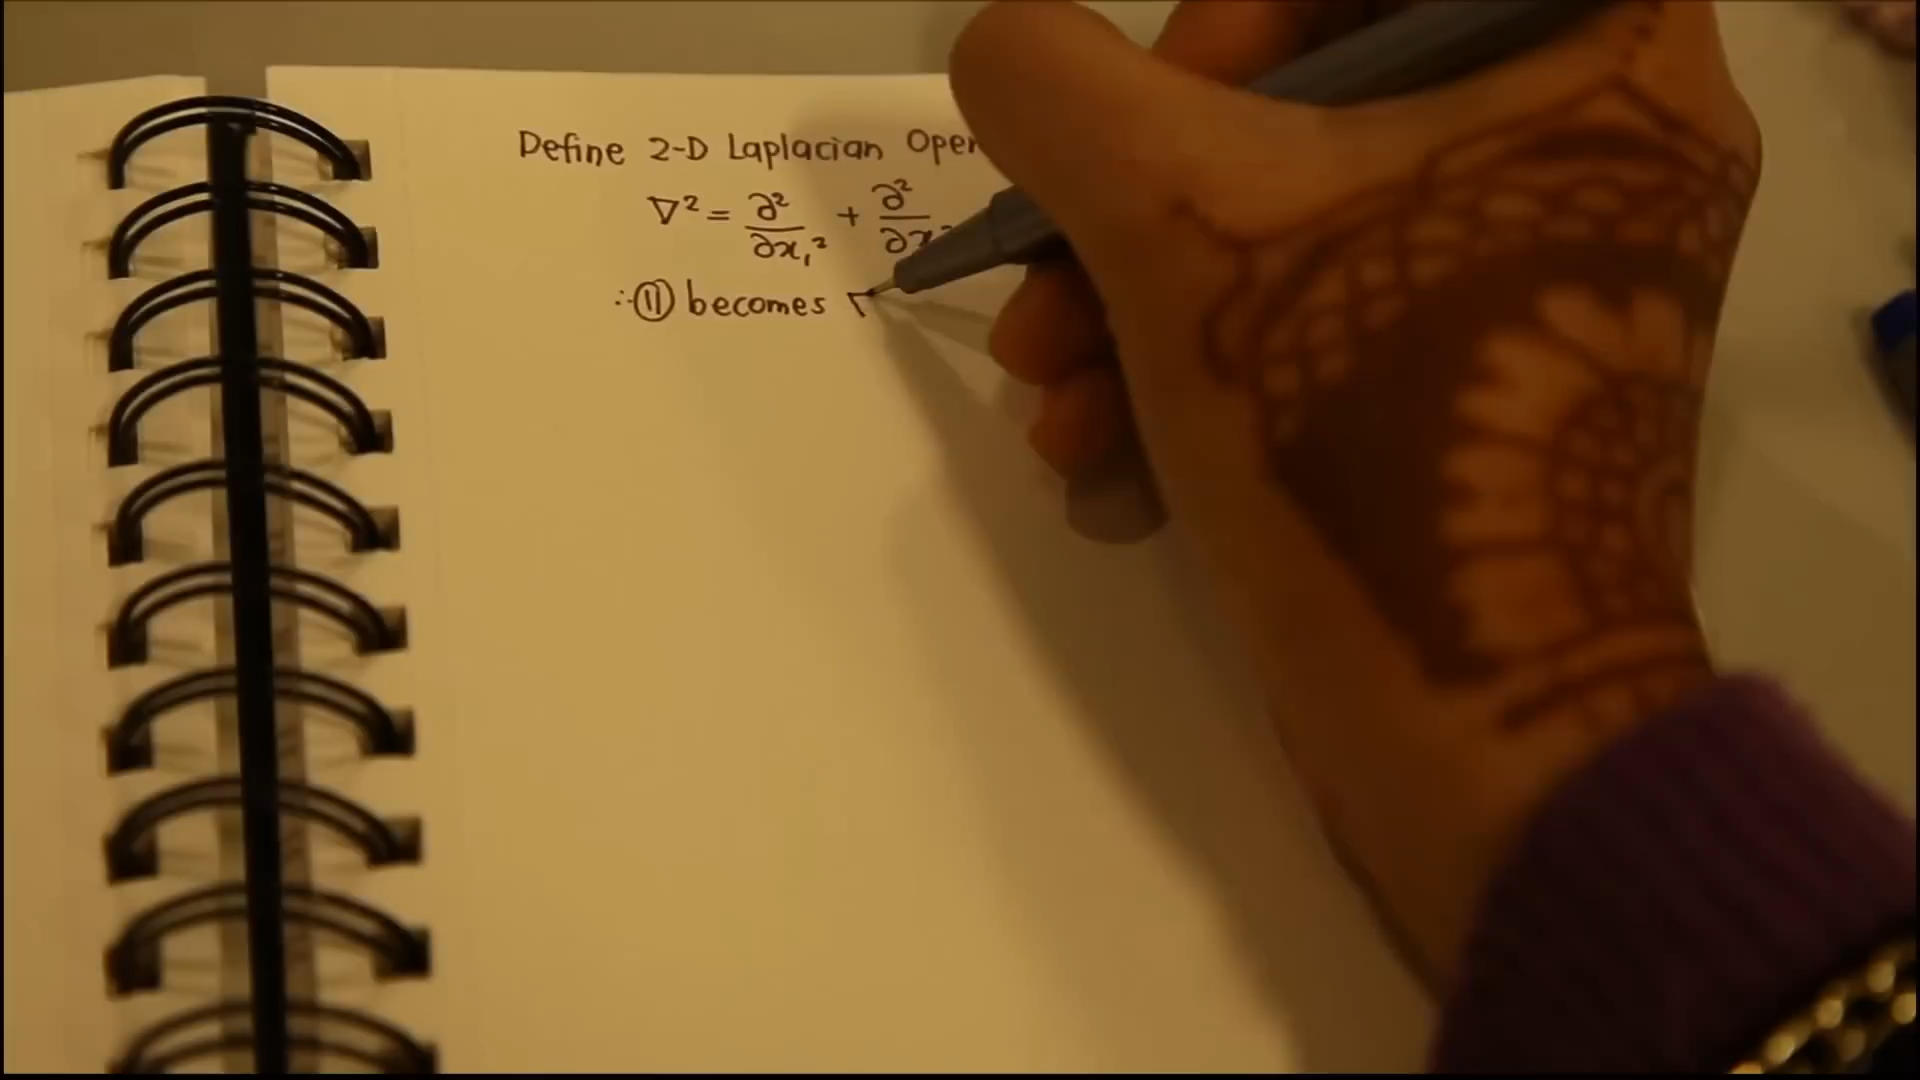 Define 2-D Laplacian Oper
∇² = ∂²/∂x₁² + ∂²/∂x
∴ ⑪ becomes